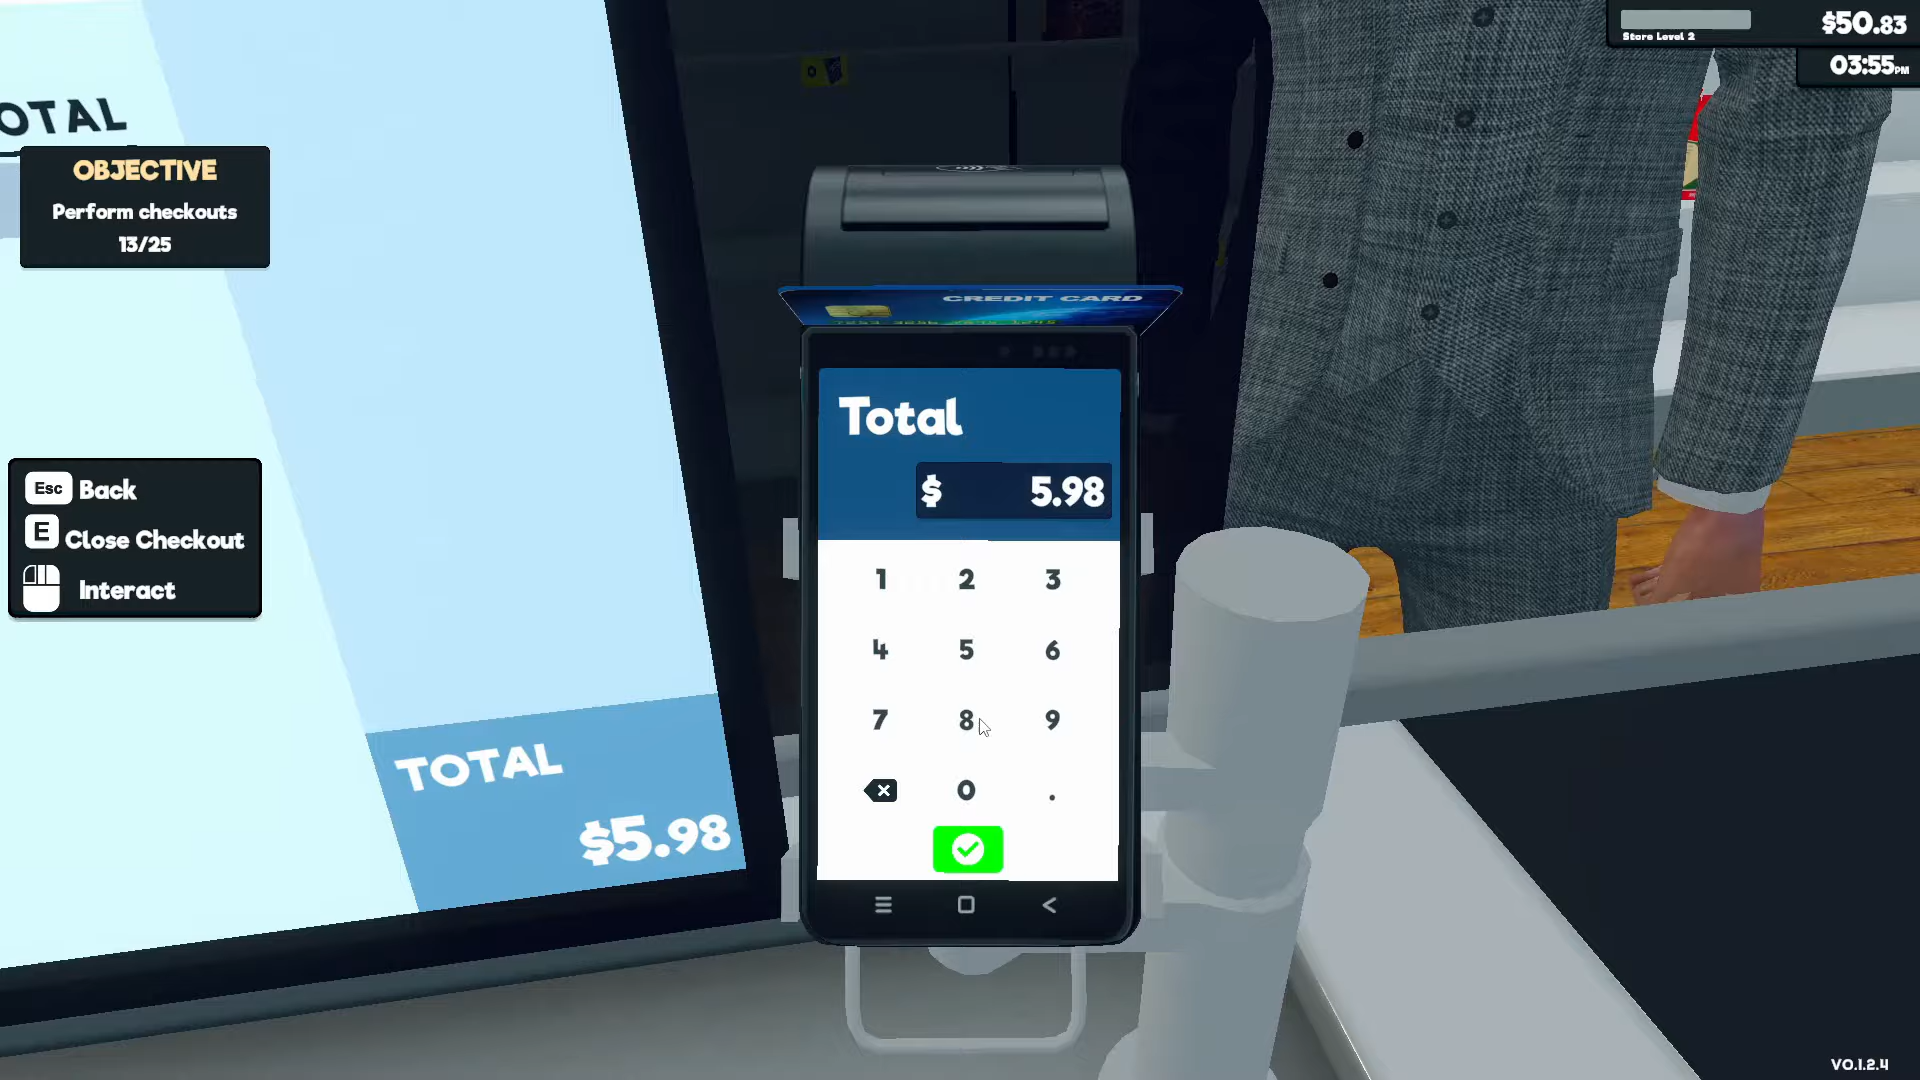 $50.83
Store Level 2
03:55PM
OTAL
OBJECTIVE
Perform checkouts
13/25
CREDIT CARD
Total
$ 5.98
Esc Back
E Close Checkout
Interact
1 2 3
4 5 6
7 8 9
0 .
TOTAL
$5.98
V0.1.2.4